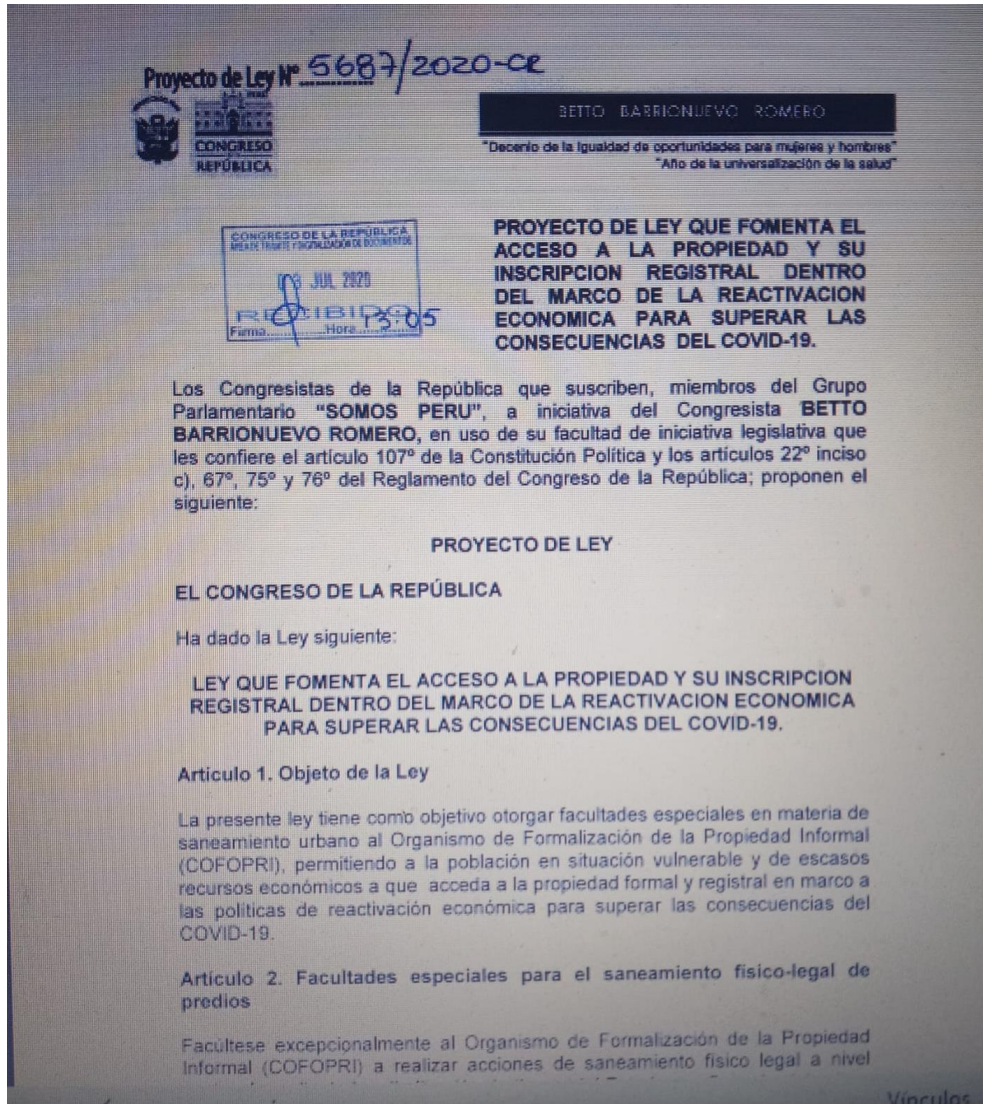 Proyecto de Ley Nº 5687/2020-CR
CONGRESO
REPÚBLICA
BETTO BARRIONUEVO ROMERO
"Decenio de la Igualdad de oportunidades para mujeres y hombres"
"Año de la universalización de la salud"
CONGRESO DE LA REPÚBLICA
ÁREA DE TRÁMITE Y DIGITALIZACIÓN DE DOCUMENTOS
JUL 2020
RECIBIDO
Firma Hora 13:05
PROYECTO DE LEY QUE FOMENTA EL
ACCESO A LA PROPIEDAD Y SU
INSCRIPCION REGISTRAL DENTRO
DEL MARCO DE LA REACTIVACION
ECONOMICA PARA SUPERAR LAS
CONSECUENCIAS DEL COVID-19.
Los Congresistas de la República que suscriben, miembros del Grupo
Parlamentario "SOMOS PERU", a iniciativa del Congresista BETTO
BARRIONUEVO ROMERO, en uso de su facultad de iniciativa legislativa que
les confiere el artículo 107º de la Constitución Política y los artículos 22º inciso
c), 67º, 75º y 76º del Reglamento del Congreso de la República; proponen el
siguiente:
PROYECTO DE LEY
EL CONGRESO DE LA REPÚBLICA
Ha dado la Ley siguiente:
LEY QUE FOMENTA EL ACCESO A LA PROPIEDAD Y SU INSCRIPCION
REGISTRAL DENTRO DEL MARCO DE LA REACTIVACION ECONOMICA
PARA SUPERAR LAS CONSECUENCIAS DEL COVID-19.
Artículo 1. Objeto de la Ley
La presente ley tiene como objetivo otorgar facultades especiales en materia de
saneamiento urbano al Organismo de Formalización de la Propiedad Informal
(COFOPRI), permitiendo a la población en situación vulnerable y de escasos
recursos económicos a que acceda a la propiedad formal y registral en marco a
las políticas de reactivación económica para superar las consecuencias del
COVID-19.
Artículo 2. Facultades especiales para el saneamiento físico-legal de
predios
Facúltese excepcionalmente al Organismo de Formalización de la Propiedad
Informal (COFOPRI) a realizar acciones de saneamiento físico legal a nivel
Vínculos